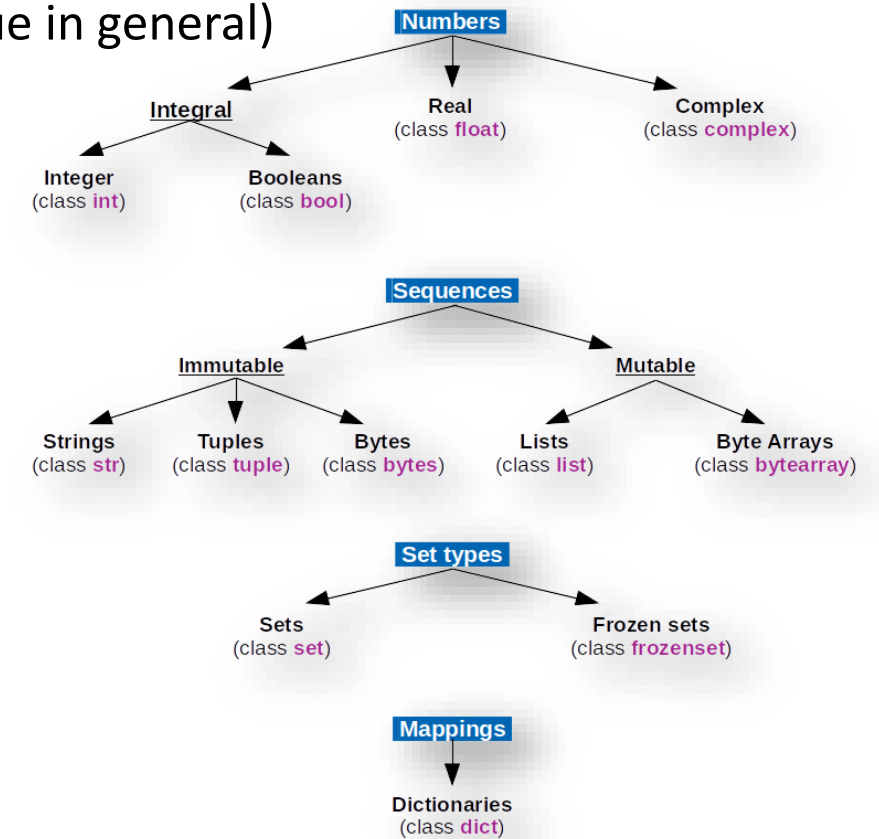 ue in general)
Numbers
Integral
Real
(class float)
Complex
(class complex)
Integer
(class int)
Booleans
(class bool)
Sequences
Immutable
Mutable
Strings
(class str)
Tuples
(class tuple)
Bytes
(class bytes)
Lists
(class list)
Byte Arrays
(class bytearray)
Set types
Sets
(class set)
Frozen sets
(class frozenset)
Mappings
Dictionaries
(class dict)